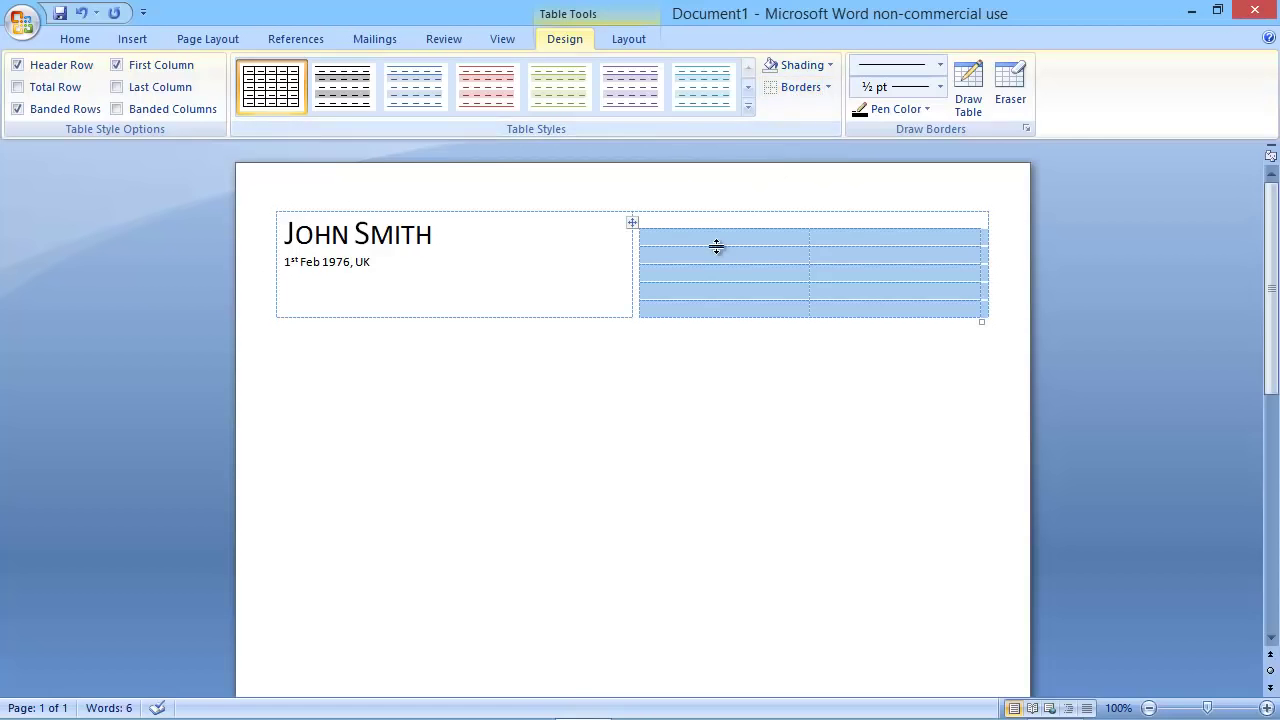 Table Tools
Document1 - Microsoft Word non-commercial use
Home Insert Page Layout References Mailings Review View Design Layout
Header Row First Column
Total Row Last Column
Banded Rows Banded Columns
Table Style Options
Table Styles
Shading
Borders
½ pt
Pen Color
Draw Table
Eraser
Draw Borders
JOHN SMITH
1st Feb 1976, UK
Page: 1 of 1 Words: 6 100%